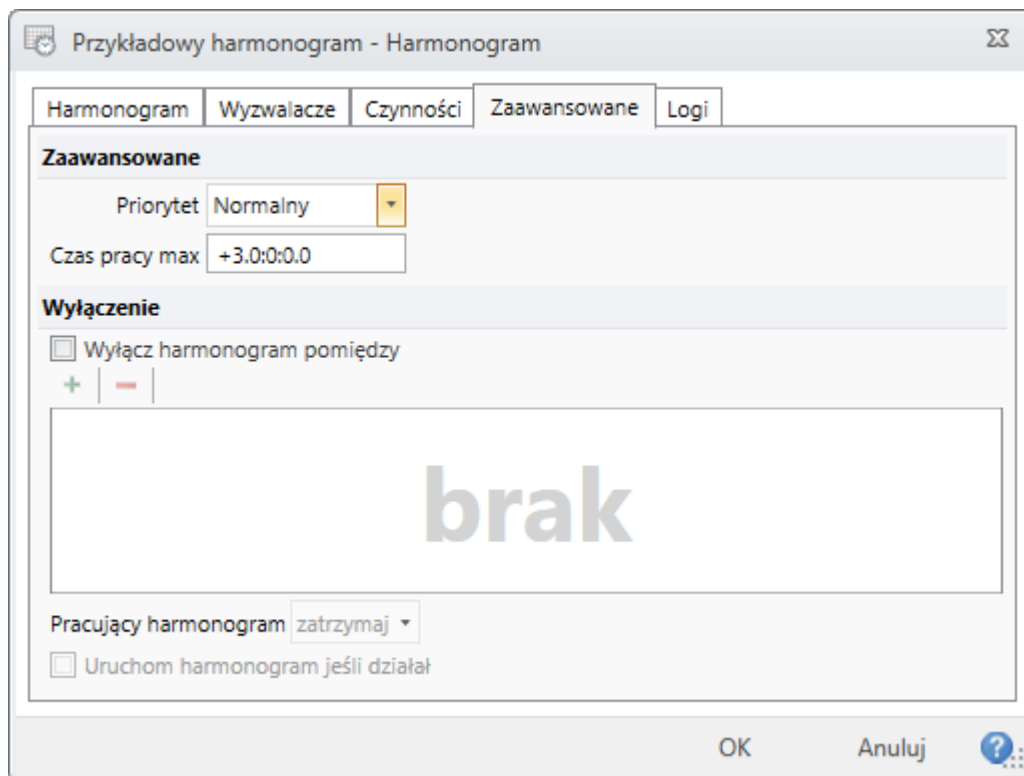 Przykładowy harmonogram - Harmonogram
Harmonogram Wyzwalacze Czynności Zaawansowane Logi
Zaawansowane
Priorytet Normalny
Czas pracy max +3.0:0:0.0
Wyłączenie
Wyłącz harmonogram pomiędzy
brak
Pracujący harmonogram zatrzymaj
Uruchom harmonogram jeśli działał
OK Anuluj ?